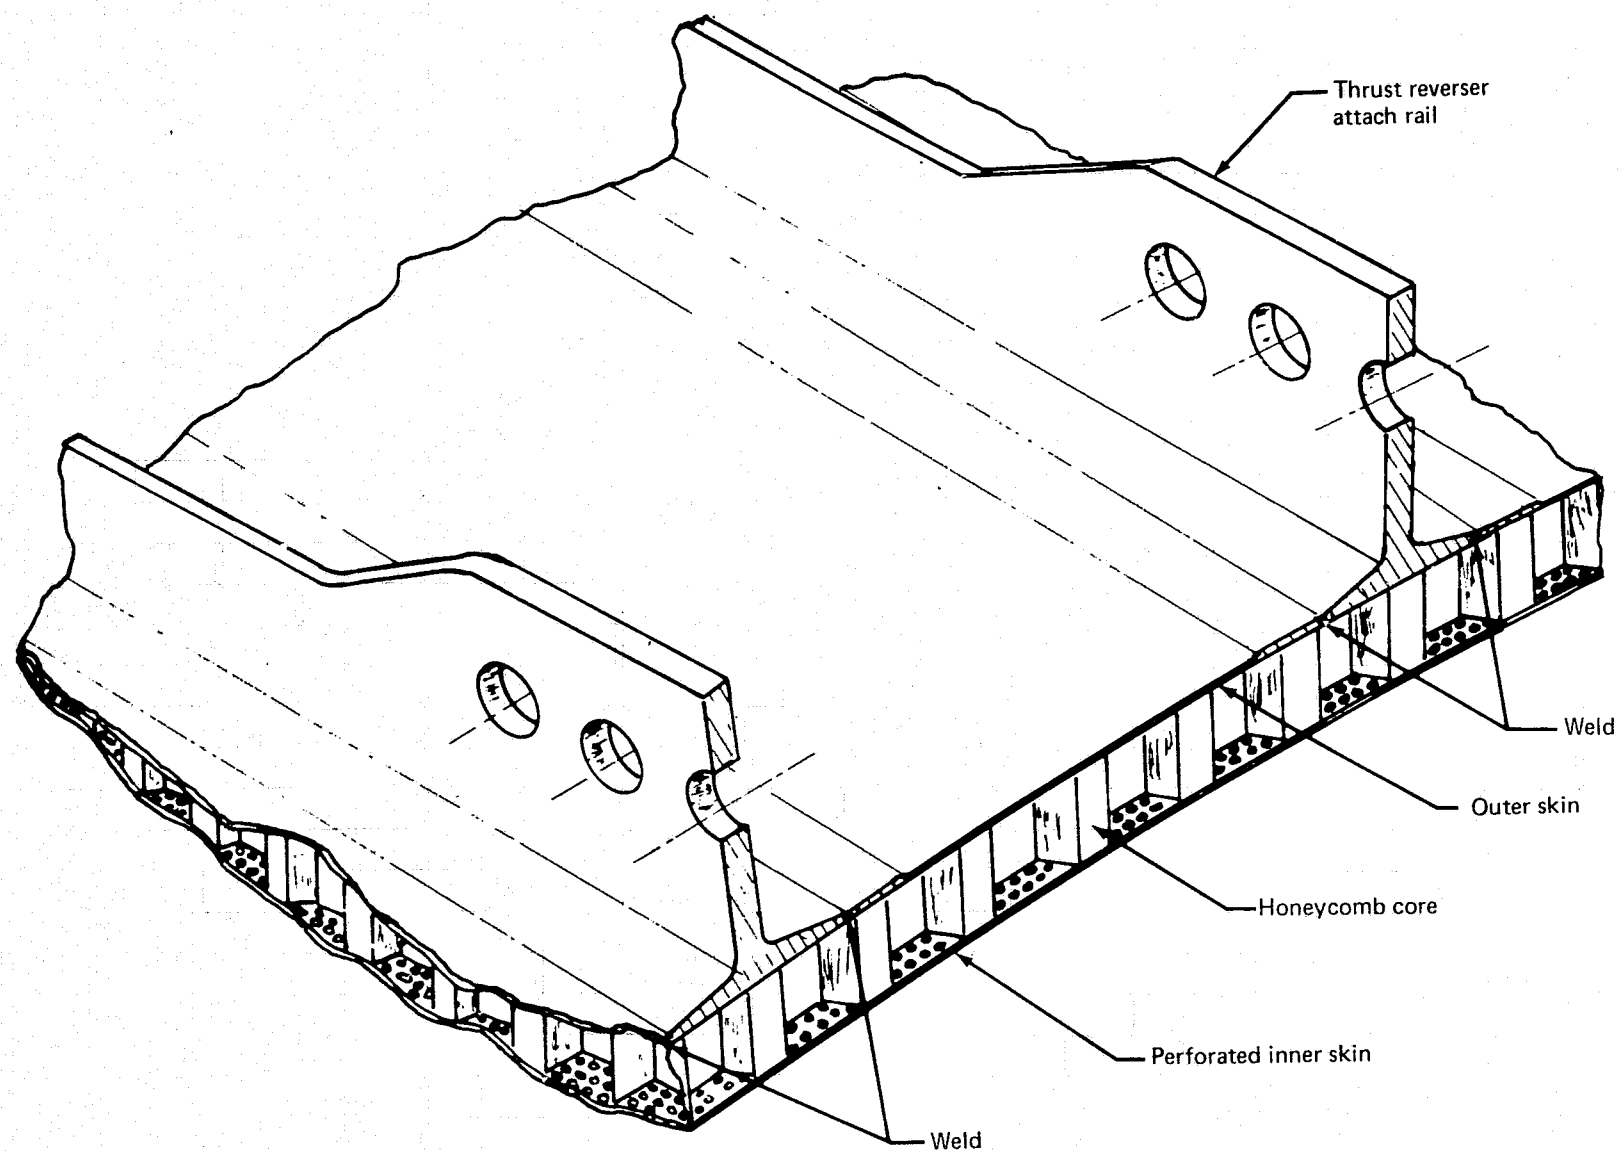 Thrust reverser
attach rail
Weld
Outer skin
Honeycomb core
Perforated inner skin
Weld